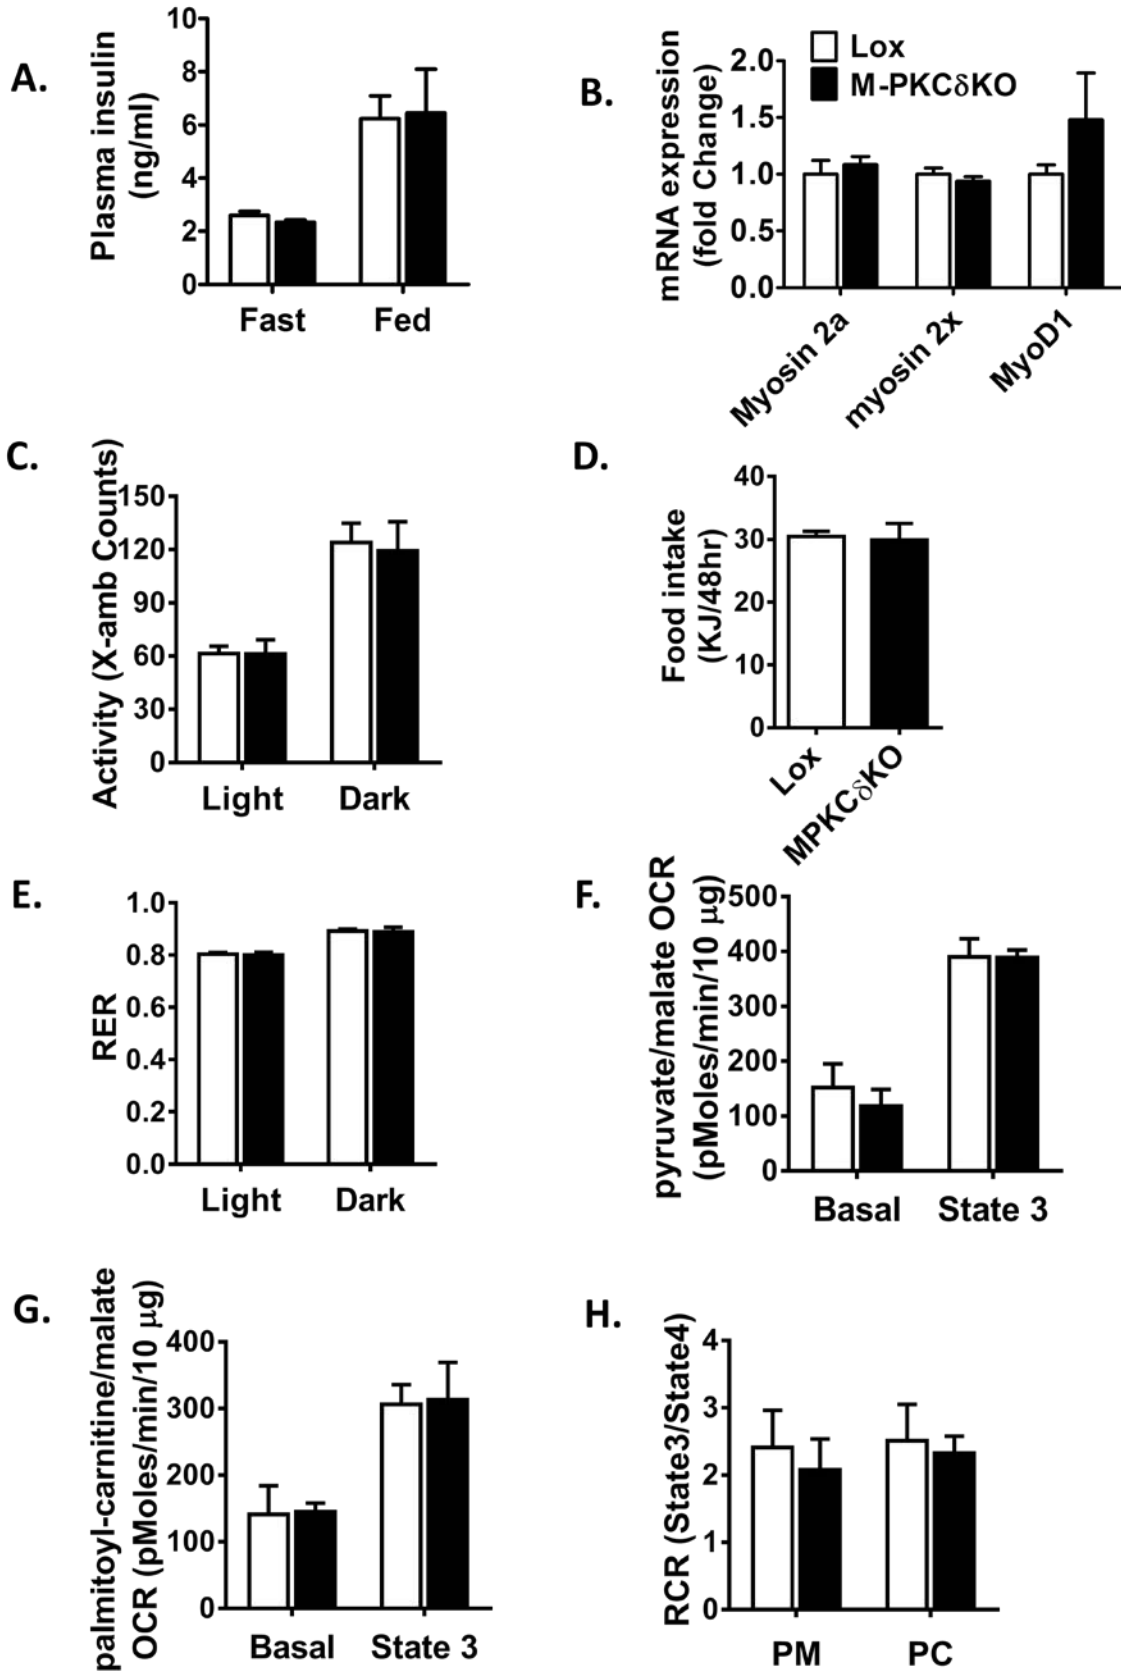 A.
Plasma insulin
(ng/ml)
10
8
6
4
2
0
Fast Fed
B.
Lox
M-PKCδKO
mRNA expression
(fold Change)
2.0
1.5
1.0
0.5
0.0
Myosin 2a
myosin 2x
MyoD1
C.
Activity (X-amb Counts)
150
120
90
60
30
0
Light Dark
D.
Food intake
(KJ/48hr)
40
30
20
10
0
Lox
MPKCδKO
E.
RER
1.0
0.8
0.6
0.4
0.2
0.0
Light Dark
F.
pyruvate/malate OCR
(pMoles/min/10 µg)
500
400
300
200
100
0
Basal State 3
G.
palmitoyl-carnitine/malate
OCR (pMoles/min/10 µg)
400
300
200
100
0
Basal State 3
H.
RCR (State3/State4)
4
3
2
1
0
PM PC